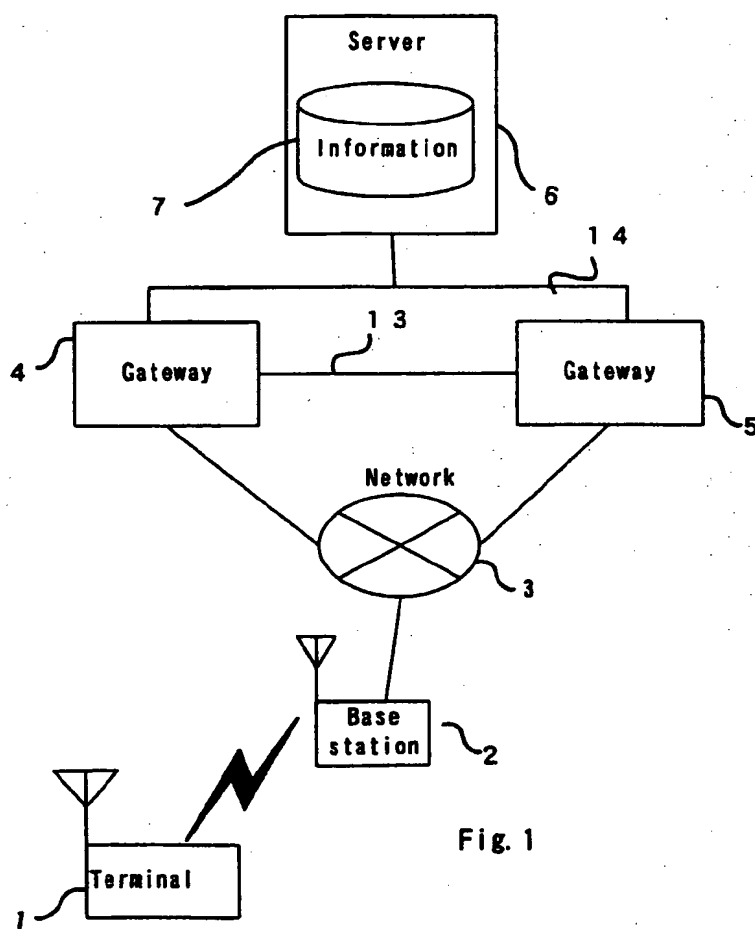 Server
Information
7
6
1 4
1 3
4
Gateway
Gateway
5
Network
3
Base
station
2
Fig. 1
Terminal
1